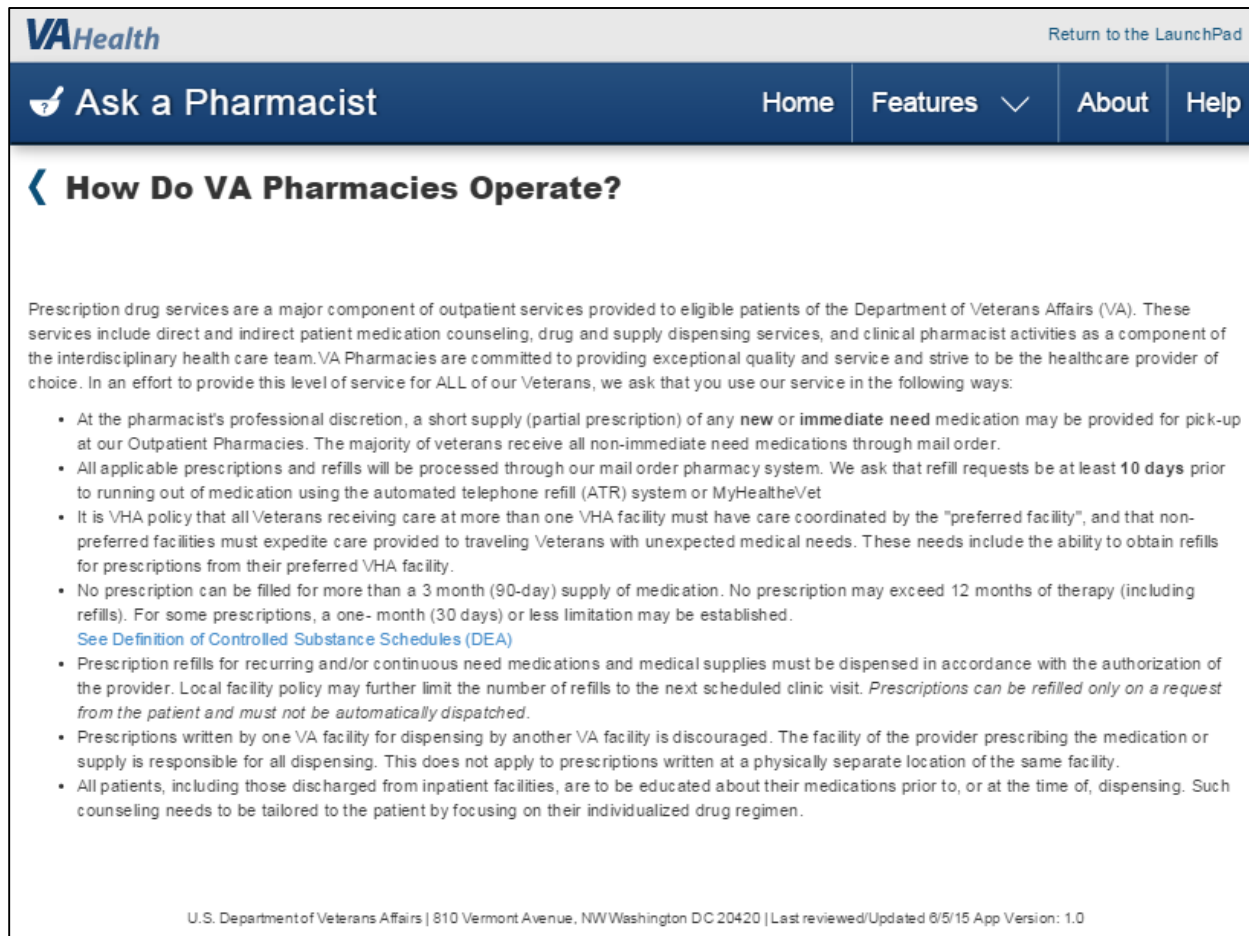 VA Health
Return to the LaunchPad
Ask a Pharmacist
Home
Features
About
Help
How Do VA Pharmacies Operate?
Prescription drug services are a major component of outpatient services provided to eligible patients of the Department of Veterans Affairs (VA). These
services include direct and indirect patient medication counseling, drug and supply dispensing services, and clinical pharmacist activities as a component of
the interdisciplinary health care team. VA Pharmacies are committed to providing exceptional quality and service and strive to be the healthcare provider of
choice. In an effort to provide this level of service for ALL of our Veterans, we ask that you use our service in the following ways:
• At the pharmacist's professional discretion, a short supply (partial prescription) of any new or immediate need medication may be provided for pick-up
at our Outpatient Pharmacies. The majority of veterans receive all non-immediate need medications through mail order.
• All applicable prescriptions and refills will be processed through our mail order pharmacy system. We ask that refill requests be at least 10 days prior
to running out of medication using the automated telephone refill (ATR) system or MyHealtheVet
• It is VHA policy that all Veterans receiving care at more than one VHA facility must have care coordinated by the "preferred facility", and that non-
preferred facilities must expedite care provided to traveling Veterans with unexpected medical needs. These needs include the ability to obtain refills
for prescriptions from their preferred VHA facility.
• No prescription can be filled for more than a 3 month (90-day) supply of medication. No prescription may exceed 12 months of therapy (including
refills). For some prescriptions, a one- month (30 days) or less limitation may be established.
See Definition of Controlled Substance Schedules (DEA)
• Prescription refills for recurring and/or continuous need medications and medical supplies must be dispensed in accordance with the authorization of
the provider. Local facility policy may further limit the number of refills to the next scheduled clinic visit. Prescriptions can be refilled only on a request
from the patient and must not be automatically dispatched.
• Prescriptions written by one VA facility for dispensing by another VA facility is discouraged. The facility of the provider prescribing the medication or
supply is responsible for all dispensing. This does not apply to prescriptions written at a physically separate location of the same facility.
• All patients, including those discharged from inpatient facilities, are to be educated about their medications prior to, or at the time of, dispensing. Such
counseling needs to be tailored to the patient by focusing on their individualized drug regimen.
U.S. Department of Veterans Affairs | 810 Vermont Avenue, NW Washington DC 20420 | Last reviewed/Updated 6/5/15 App Version: 1.0